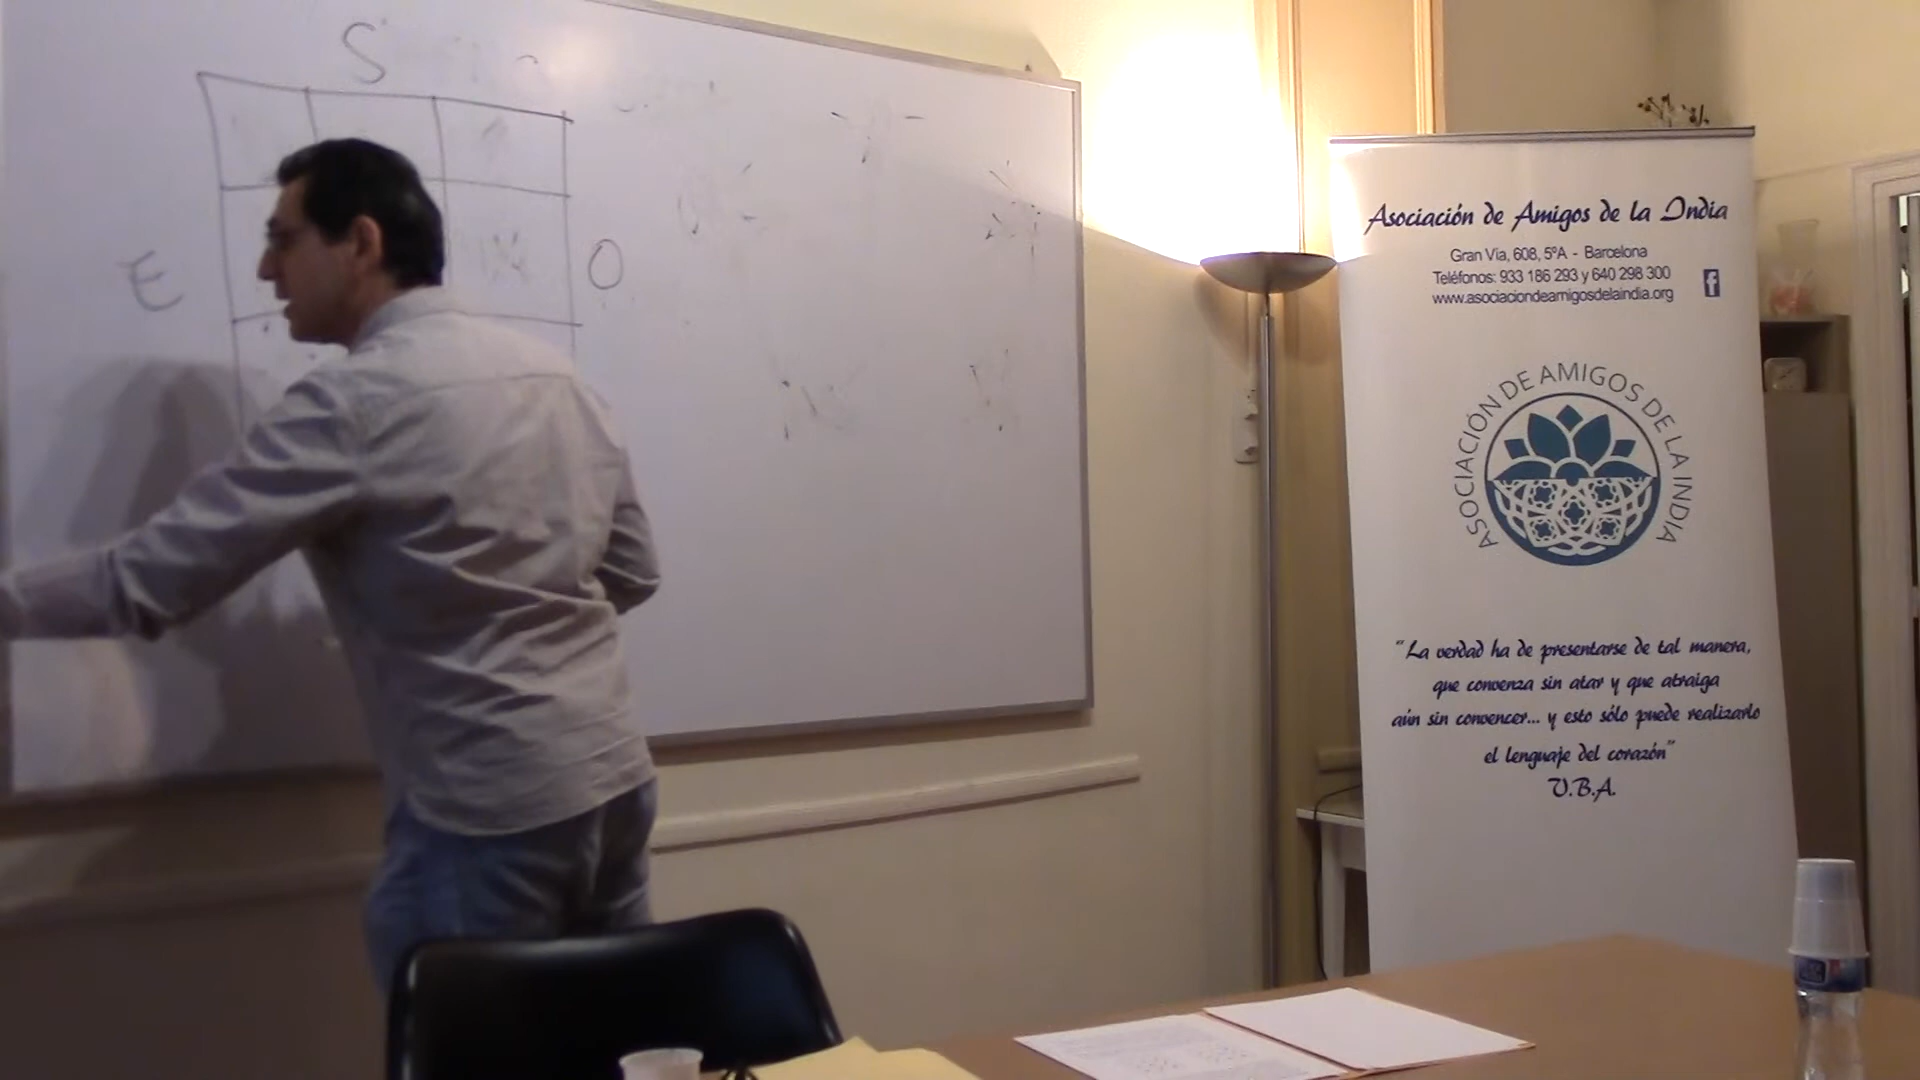 S
E
O
Asociación de Amigos de la India
Gran Vía, 608, 5ºA - Barcelona
Teléfonos: 933 186 293 y 640 298 300
www.asociaciondeamigosdelaindia.org
f
ASOCIACIÓN DE AMIGOS DE LA INDIA
"La verdad ha de presentarse de tal manera,
que convenza sin atar y que atraiga
aún sin convencer... y esto sólo puede realizarlo
el lenguaje del corazón"
V.B.A.